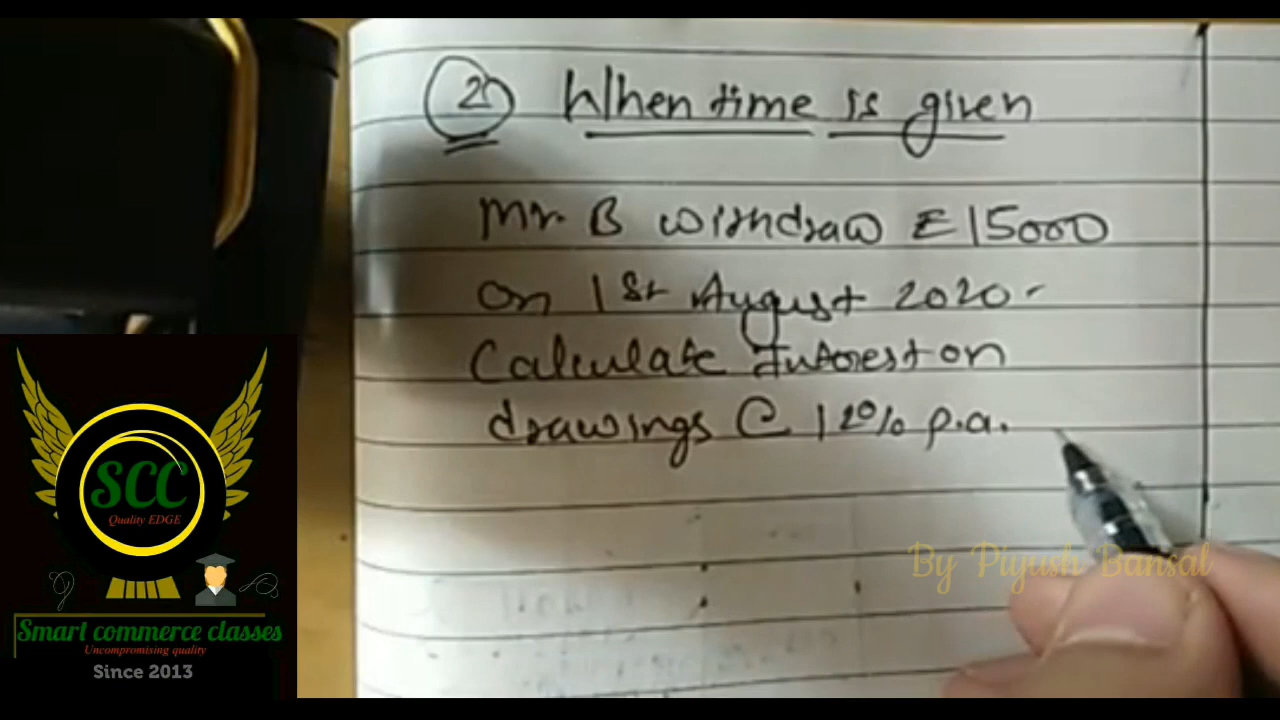 2 When time is given
Mr. B withdraw ₹15000
on 1st August 2020.
Calculate Interest on
drawings @ 12% p.a.
By Piyush Bansal
SCC
Quality EDGE
Smart commerce classes
Uncompromising quality
Since 2013